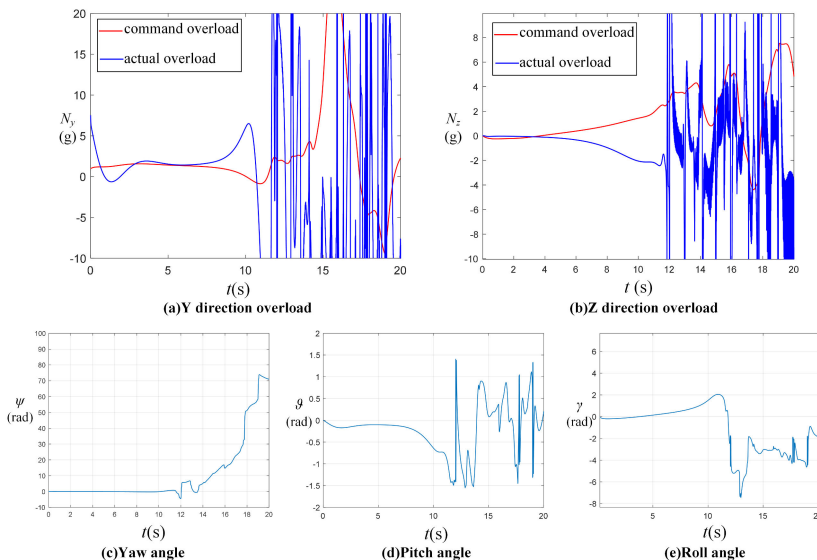 20
15
10
5
0
-5
-10
N_y
(g)
command overload
actual overload
0 5 10 15 20
t(s)
(a)Y direction overload
8
6
4
2
0
-2
-4
-6
-8
-10
N_z
(g)
command overload
actual overload
0 2 4 6 8 10 12 14 16 18 20
t (s)
(b)Z direction overload
100
90
80
70
60
50
40
30
20
10
0
-10
ψ
(rad)
0 2 4 6 8 10 12 14 16 18 20
t(s)
(c)Yaw angle
2
1.5
1
0.5
0
-0.5
-1
-1.5
-2
ϑ
(rad)
0 5 10 15 20
t(s)
(d)Pitch angle
6
4
2
0
-2
-4
-6
-8
γ
(rad)
5 10 15 20
t(s)
(e)Roll angle